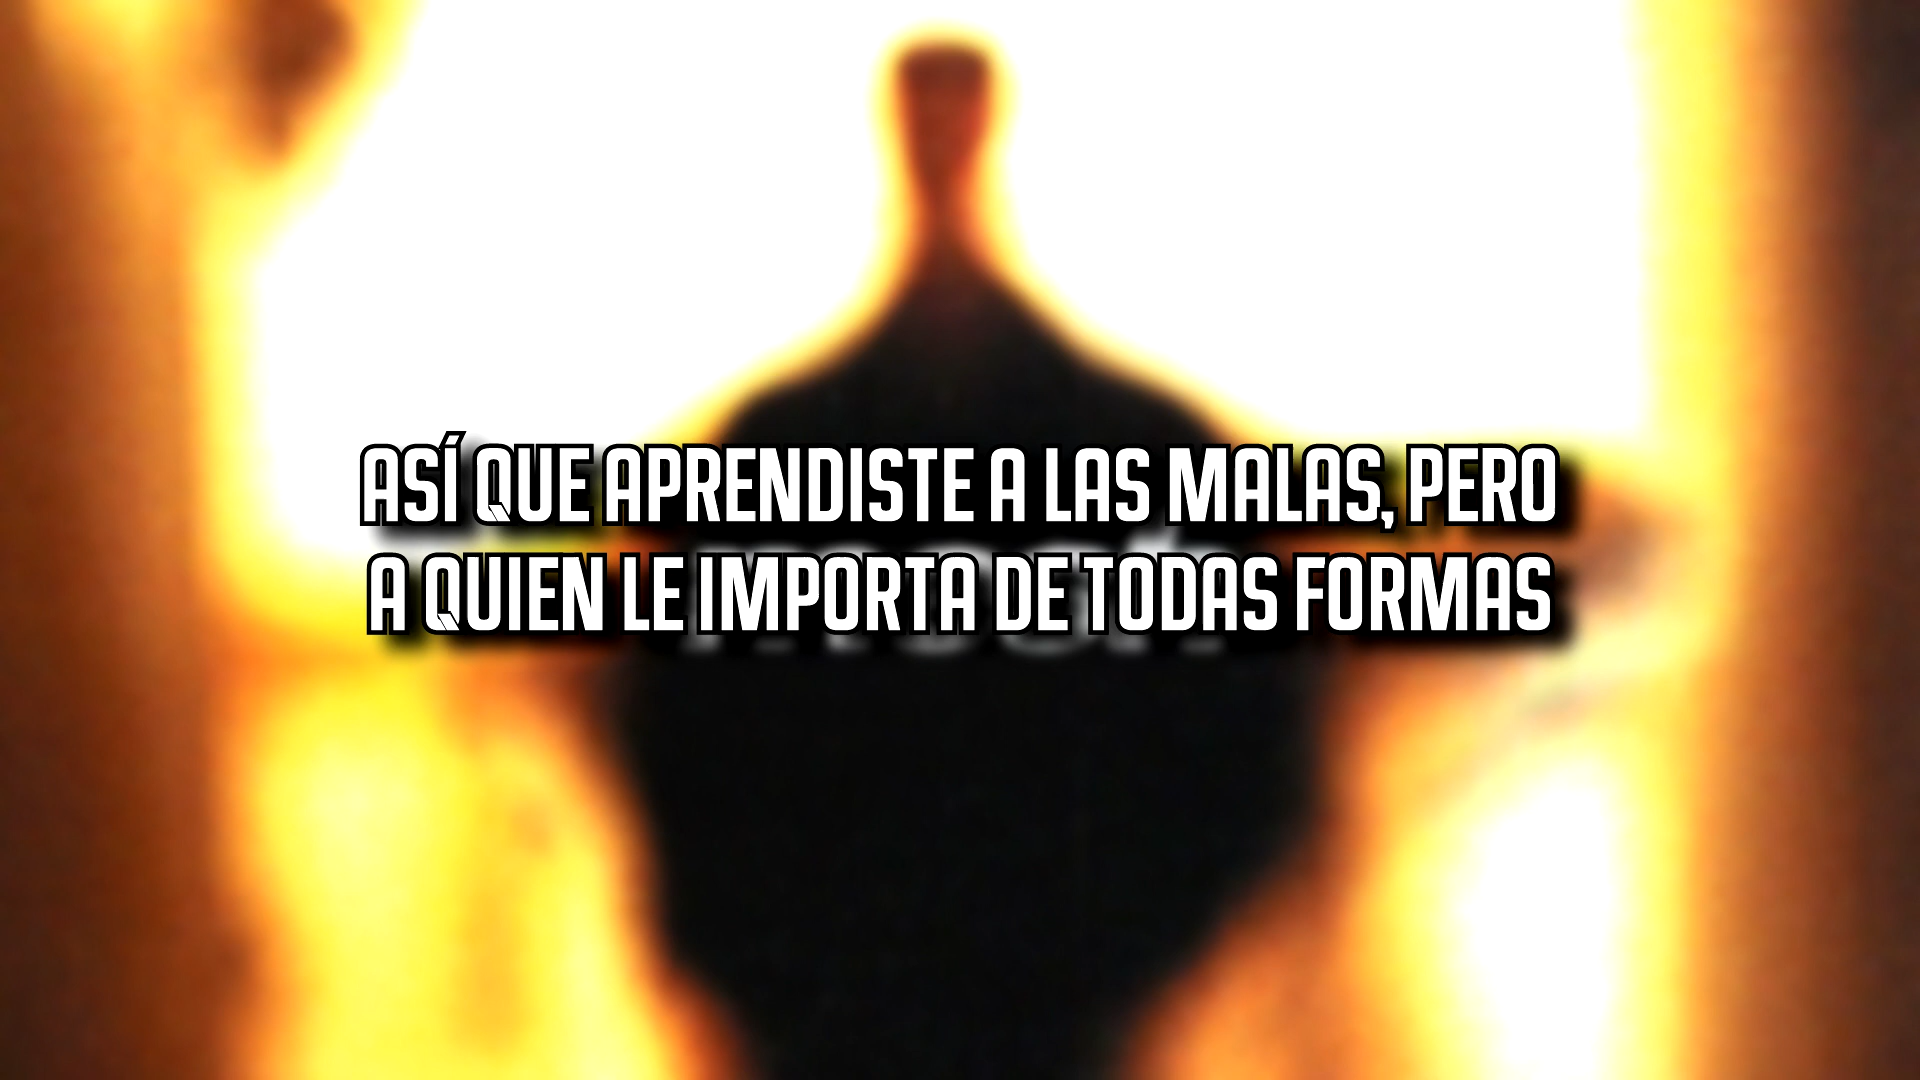 ASÍ QUE APRENDISTE A LAS MALAS, PERO
A QUIEN LE IMPORTA DE TODAS FORMAS